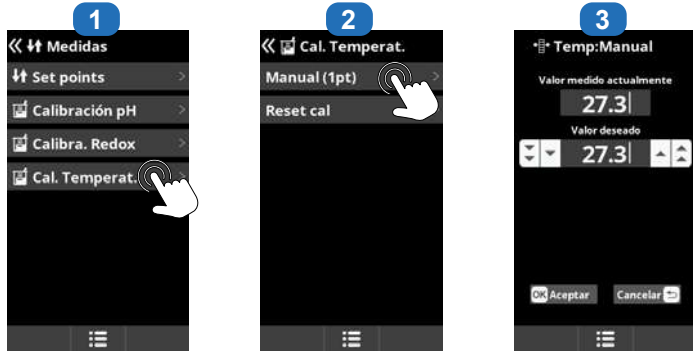 1
Medidas
Set points
Calibración pH
Calibra. Redox
Cal. Temperat.
2
Cal. Temperat.
Manual (1pt)
Reset cal
3
Temp:Manual
Valor medido actualmente
27.3
Valor deseado
27.3
OK Aceptar Cancelar